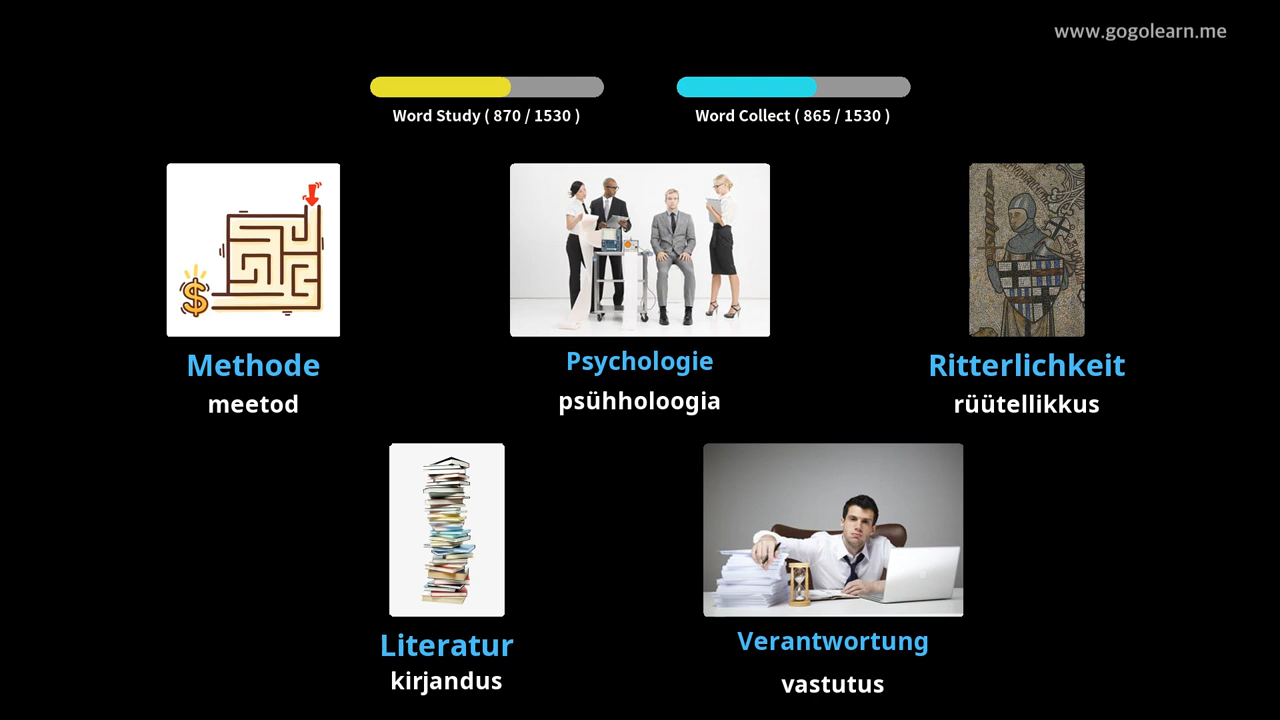 www.gogolearn.me
Word Study ( 870 / 1530 )
Word Collect ( 865 / 1530 )
Methode
meetod
Psychologie
psühholoogia
Ritterlichkeit
rüütellikkus
Literatur
kirjandus
Verantwortung
vastutus